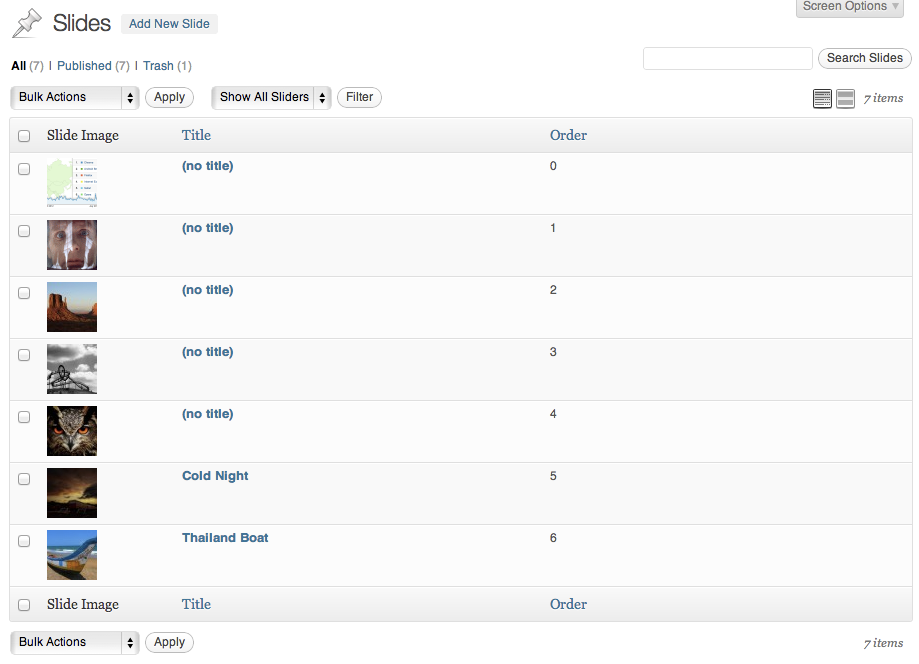 Screen Options
Slides Add New Slide
All (7) | Published (7) | Trash (1)
Search Slides
Bulk Actions Apply Show All Sliders Filter 7 items
Slide Image Title Order
(no title) 0
(no title) 1
(no title) 2
(no title) 3
(no title) 4
Cold Night 5
Thailand Boat 6
Slide Image Title Order
Bulk Actions Apply 7 items